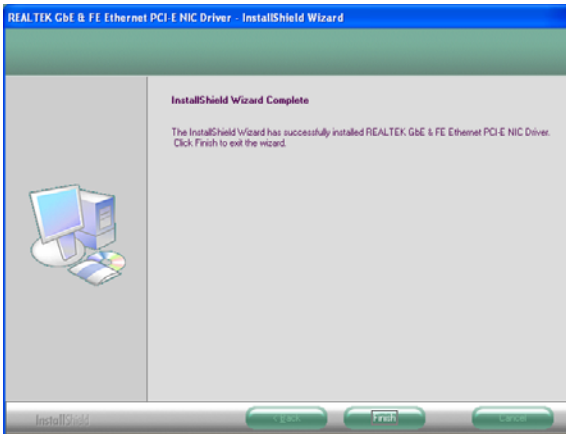 REALTEK GbE & FE Ethernet PCI-E NIC Driver - InstallShield Wizard
InstallShield Wizard Complete
The InstallShield Wizard has successfully installed REALTEK GbE & FE Ethernet PCI-E NIC Driver.
Click Finish to exit the wizard.
InstallShield
< Back
Finish
Cancel